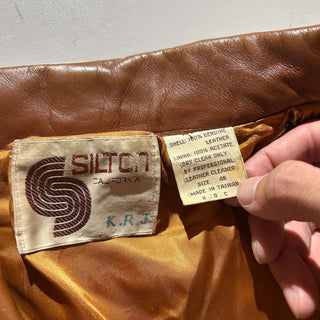 SILTON
CALIFORNIA
K.R.J.
SHELL: 100% GENUINE
LEATHER
LINING: 100% ACETATE
DRY CLEAN ONLY:
BY PROFESSIONAL
LEATHER CLEANER
SIZE: 40
MADE IN TAIWAN
R.O.C